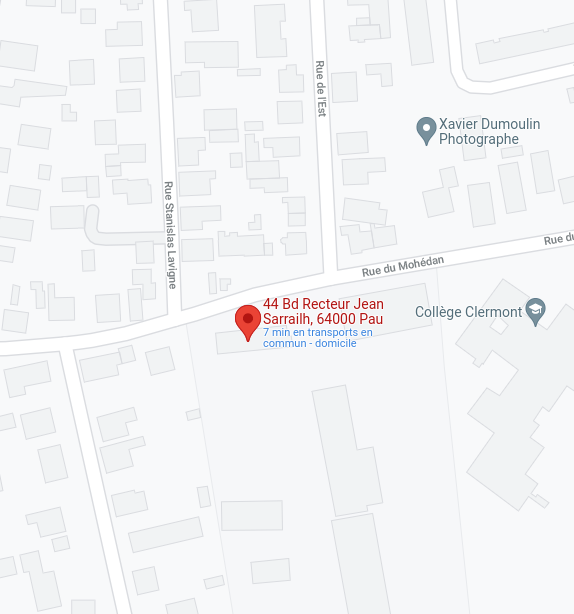 Rue de l'Est
Xavier Dumoulin
Photographe
Rue Stanislas Lavigne
Rue du
Rue du Mohédan
44 Bd Recteur Jean
Sarrailh, 64000 Pau
7 min en transports en
commun - domicile
Collège Clermont